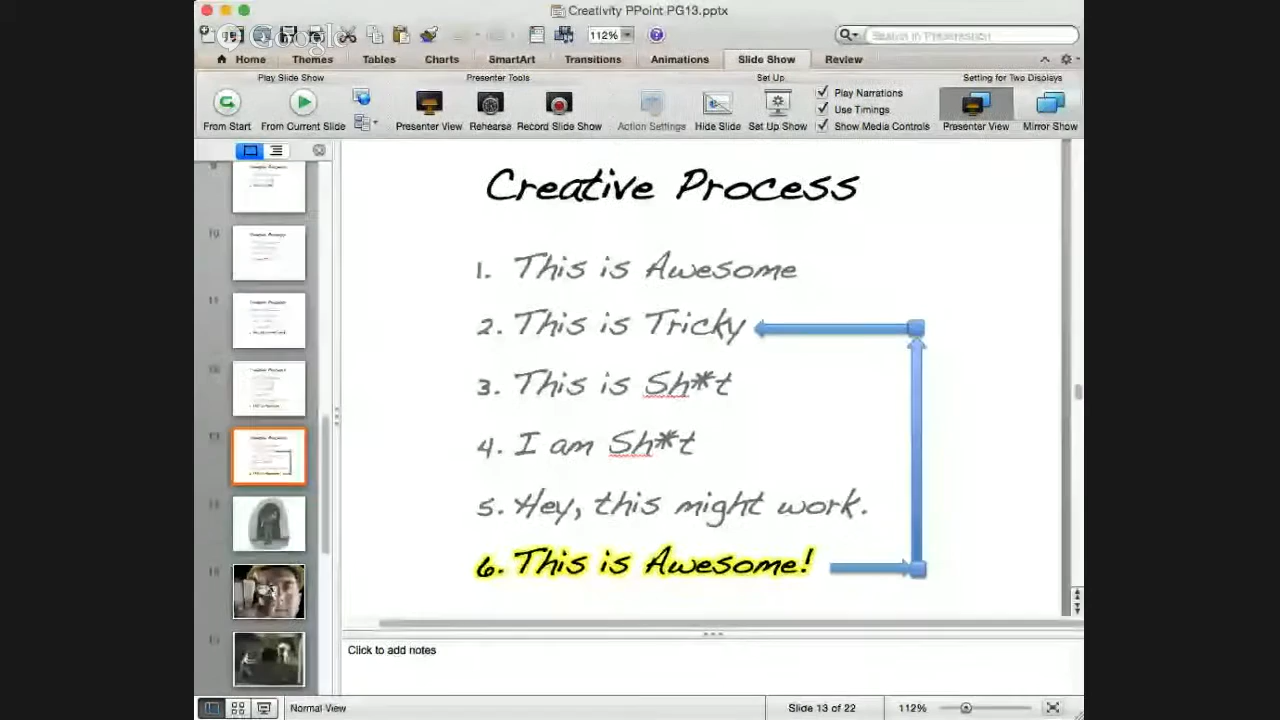 Creativity PPoint PG13.pptx
Google
112%
Search in Presentation
Home Themes Tables Charts SmartArt Transitions Animations Slide Show Review
Play Slide Show Presenter Tools Set Up Setting for Two Displays
Play Narrations
Use Timings
Show Media Controls
From Start From Current Slide Presenter View Rehearse Record Slide Show Action Settings Hide Slide Set Up Show Presenter View Mirror Show
Creative Process
1. This is Awesome
2. This is Tricky
3. This is Sh*t
4. I am Sh*t
5. Hey, this might work.
6. This is Awesome!
Click to add notes
Normal View Slide 13 of 22 112%